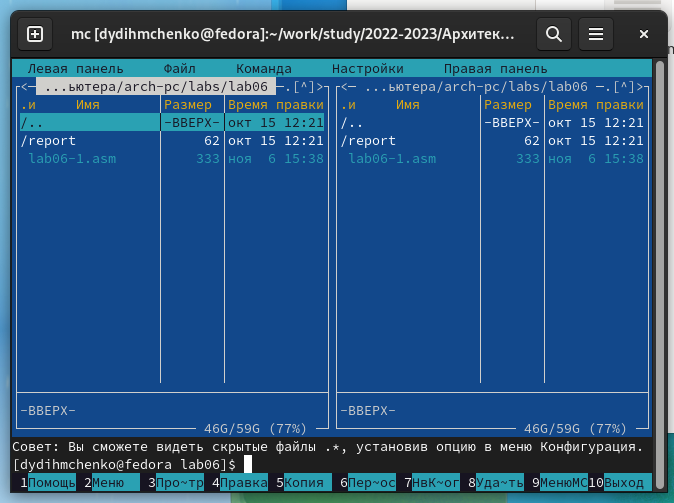 mc [dydihmchenko@fedora]:~/work/study/2022-2023/Архитек...
Левая панель Файл Команда Настройки Правая панель
<— ...ьютера/arch-pc/labs/lab06 —.[^]> <— ...ьютера/arch-pc/labs/lab06 —.[^]>
.и Имя Размер Время правки .и Имя Размер Время правки
/.. -ВВЕРХ- окт 15 12:21 /.. -ВВЕРХ- окт 15 12:21
/report 62 окт 15 12:21 /report 62 окт 15 12:21
lab06-1.asm 333 ноя 6 15:38 lab06-1.asm 333 ноя 6 15:38
-ВВЕРХ- -ВВЕРХ-
46G/59G (77%) 46G/59G (77%)
Совет: Вы сможете видеть скрытые файлы .*, установив опцию в меню Конфигурация.
[dydihmchenko@fedora lab06]$
1Помощь 2Меню 3Про~тр 4Правка 5Копия 6Пер~ос 7НвК~ог 8Уда~ть 9МенюMC 10Выход